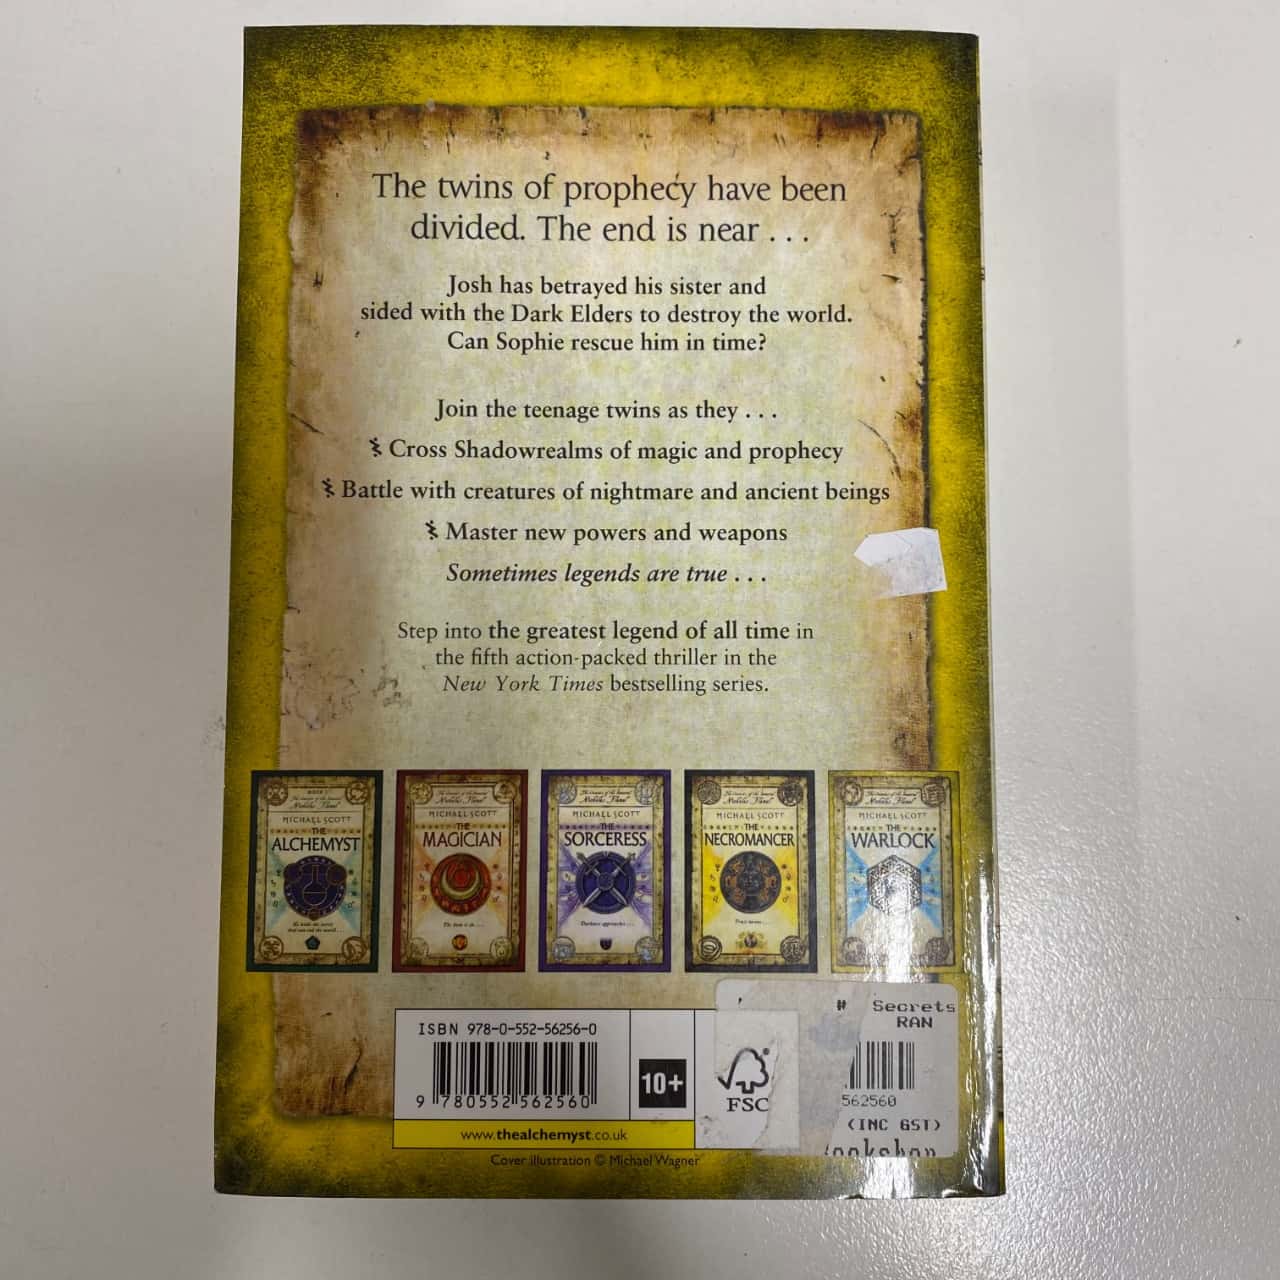 The twins of prophecy have been
divided. The end is near . . .
Josh has betrayed his sister and
sided with the Dark Elders to destroy the world.
Can Sophie rescue him in time?
Join the teenage twins as they . . .
Cross Shadowrealms of magic and prophecy
Battle with creatures of nightmare and ancient beings
Master new powers and weapons
Sometimes legends are true . . .
Step into the greatest legend of all time in
the fifth action-packed thriller in the
New York Times bestselling series.
MICHAEL SCOTT
THE
ALCHEMYST
MICHAEL SCOTT
THE
MAGICIAN
MICHAEL SCOTT
THE
SORCERESS
MICHAEL SCOTT
THE
NECROMANCER
MICHAEL SCOTT
THE
WARLOCK
ISBN 978-0-552-56256-0
9 780552 562560
10+
FSC
# Secrets
RAN
562560
(INC GST)
www.thealchemyst.co.uk
Cover illustration © Michael Wagner